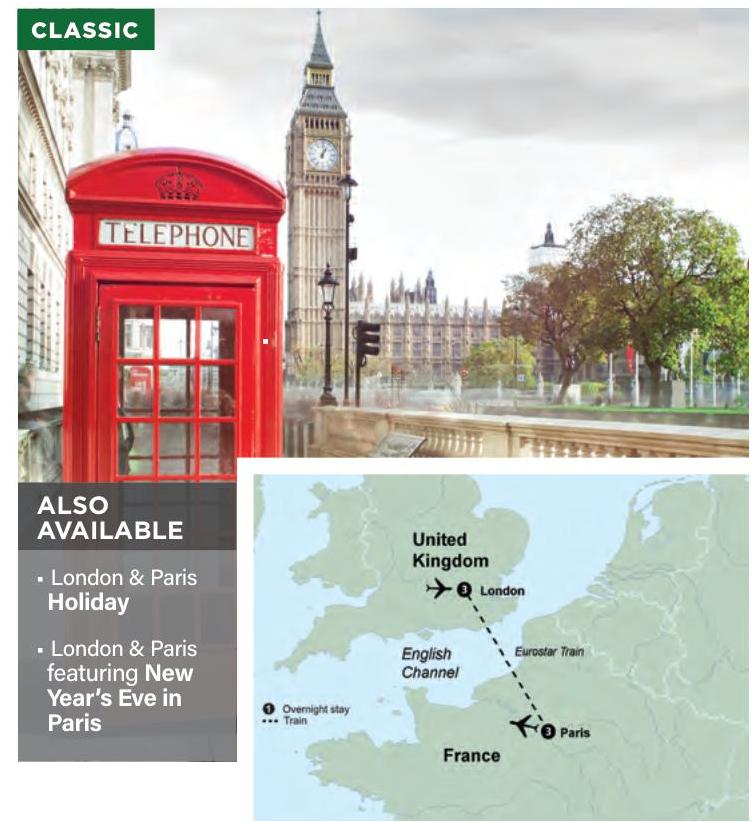 CLASSIC
TELEPHONE
ALSO
AVAILABLE
▪ London & Paris
Holiday
▪ London & Paris
featuring New
Year's Eve in
Paris
United
Kingdom
3 London
English
Channel
Eurostar Train
1 Overnight stay
Train
3 Paris
France